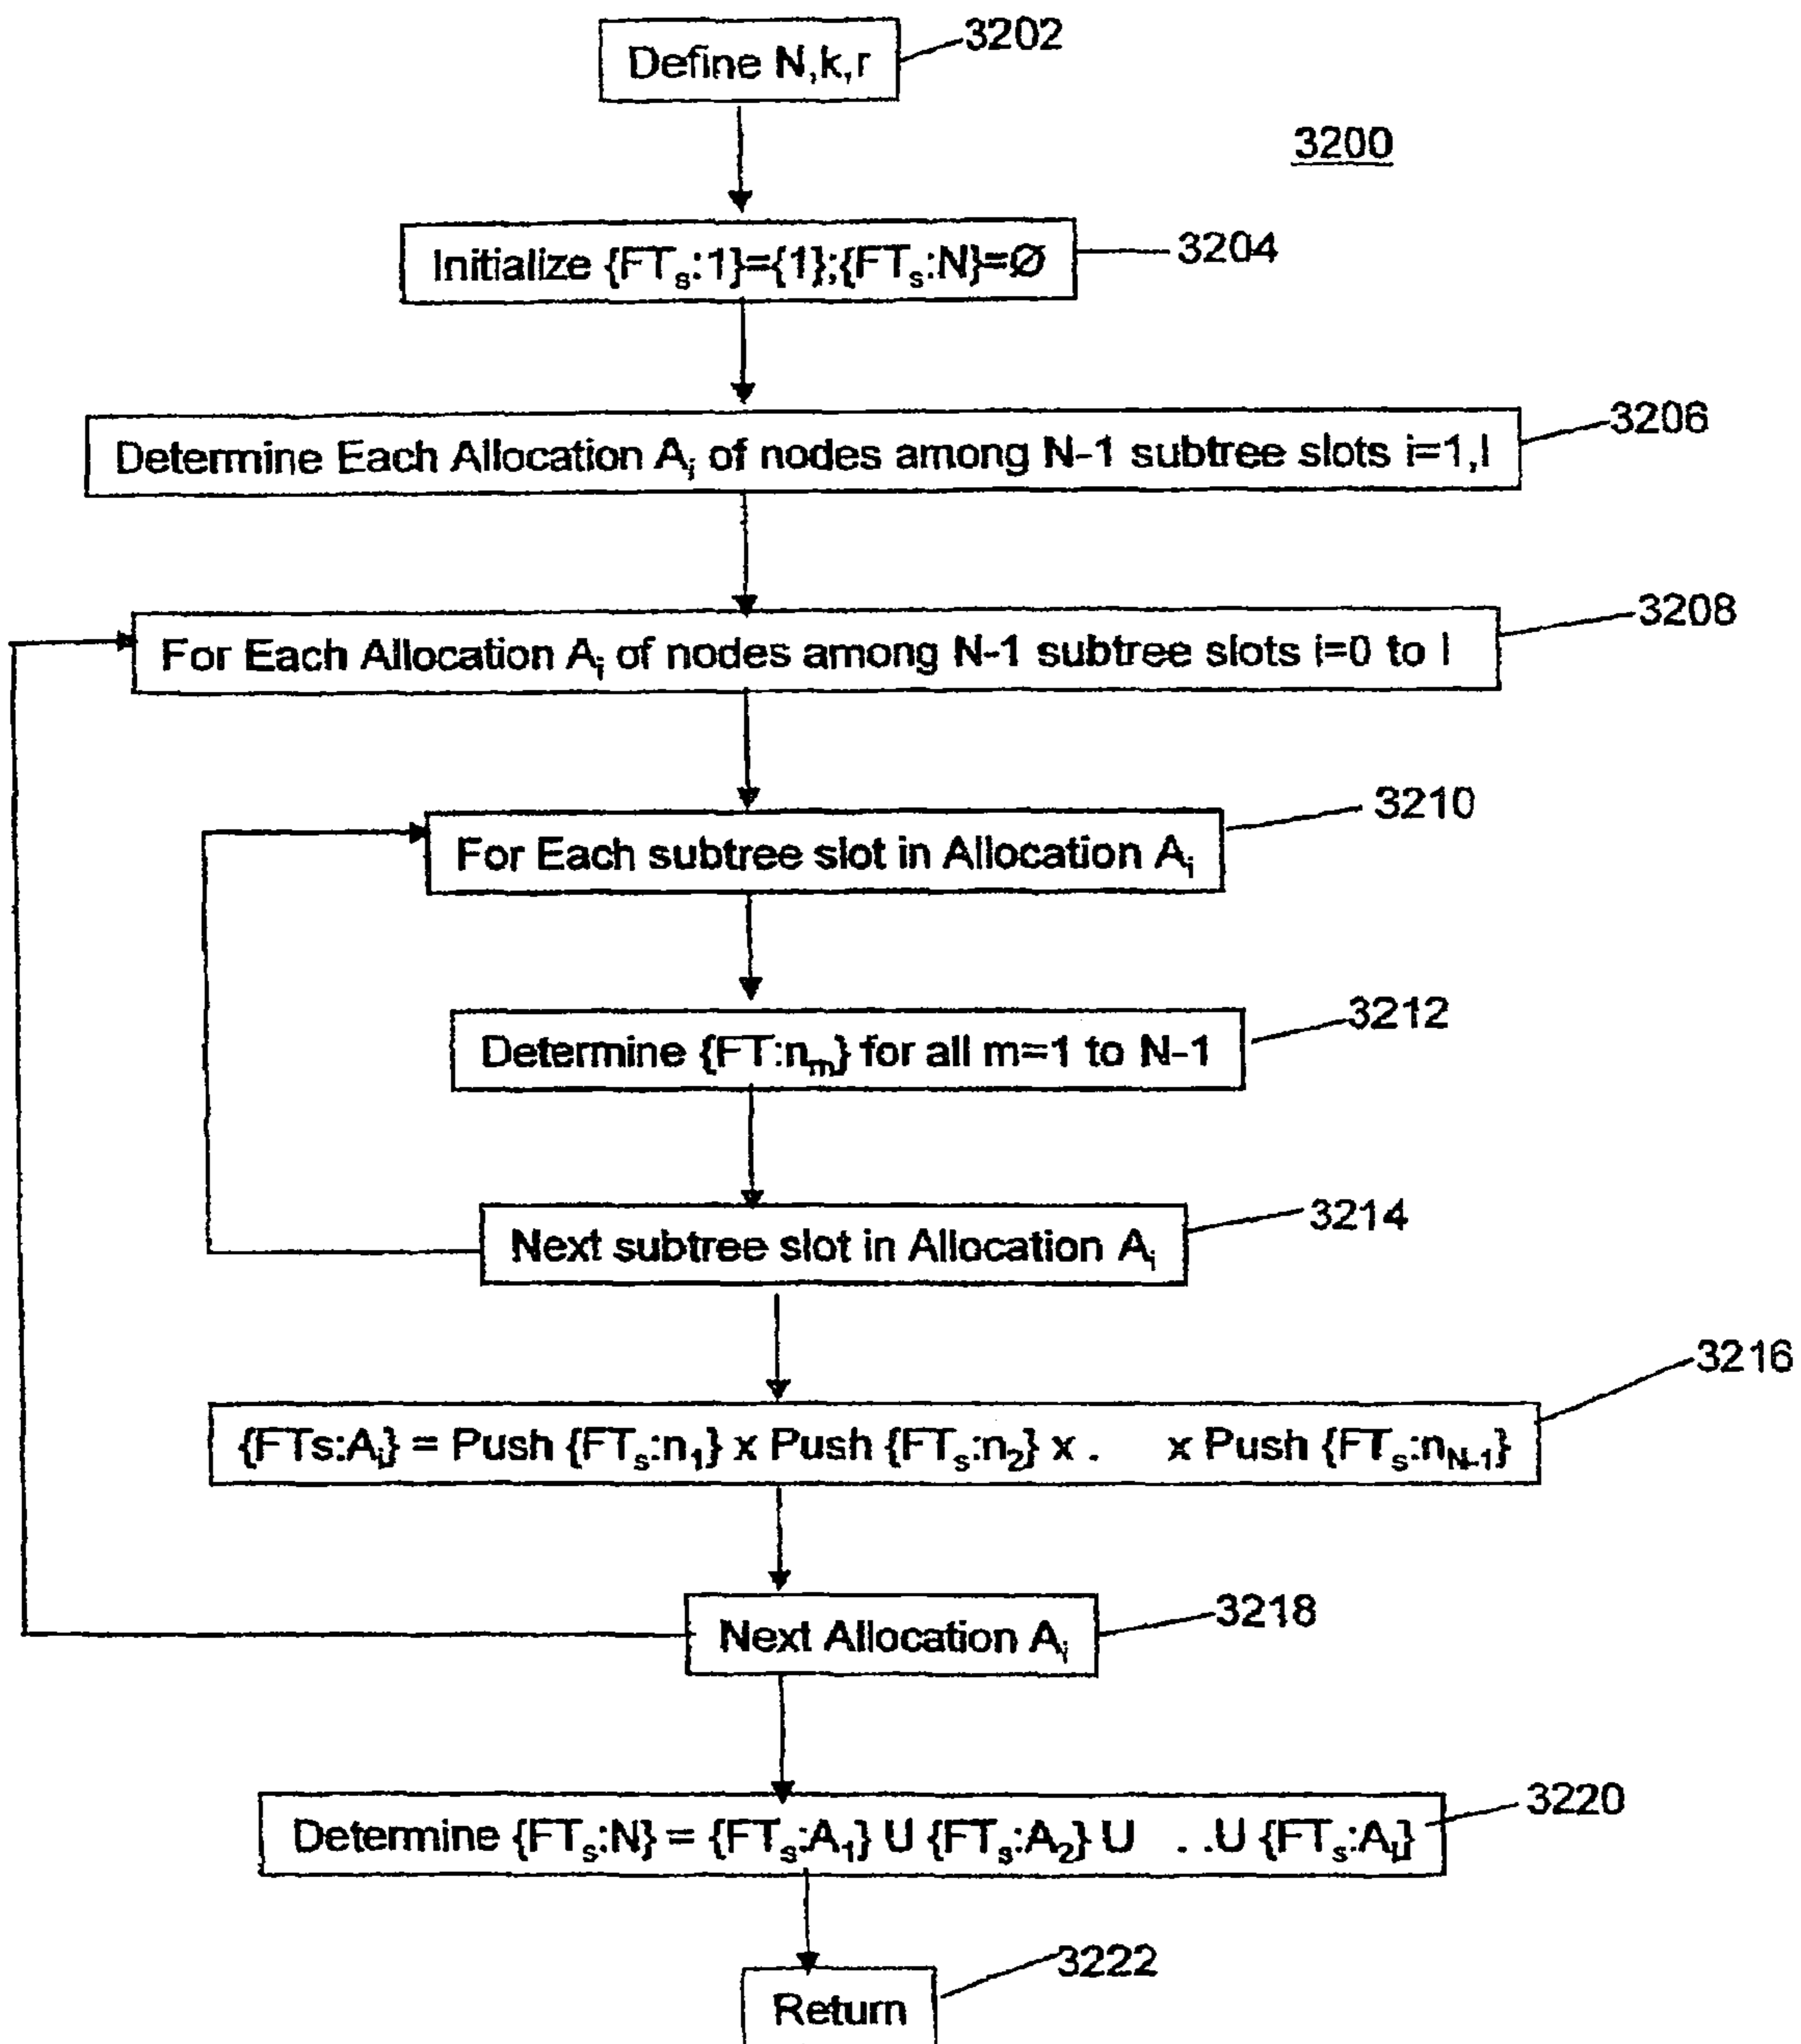 3202
Define N,k,r
3200
3204
Initialize {FTₛ:1}={1};{FTₛ:N}=Ø
3206
Determine Each Allocation Aᵢ of nodes among N-1 subtree slots i=1,I
3208
For Each Allocation Aᵢ of nodes among N-1 subtree slots i=0 to I
3210
For Each subtree slot in Allocation Aᵢ
3212
Determine {FT:nₘ} for all m=1 to N-1
3214
Next subtree slot in Allocation Aᵢ
3216
{FTs:Aᵢ} = Push {FTₛ:n₁} x Push {FTₛ:n₂} x . x Push {FTₛ:n_N-1}
3218
Next Allocation Aᵢ
3220
Determine {FTₛ:N} = {FTₛ:A₁} U {FTₛ:A₂} U . .U {FTₛ:A_I}
3222
Return